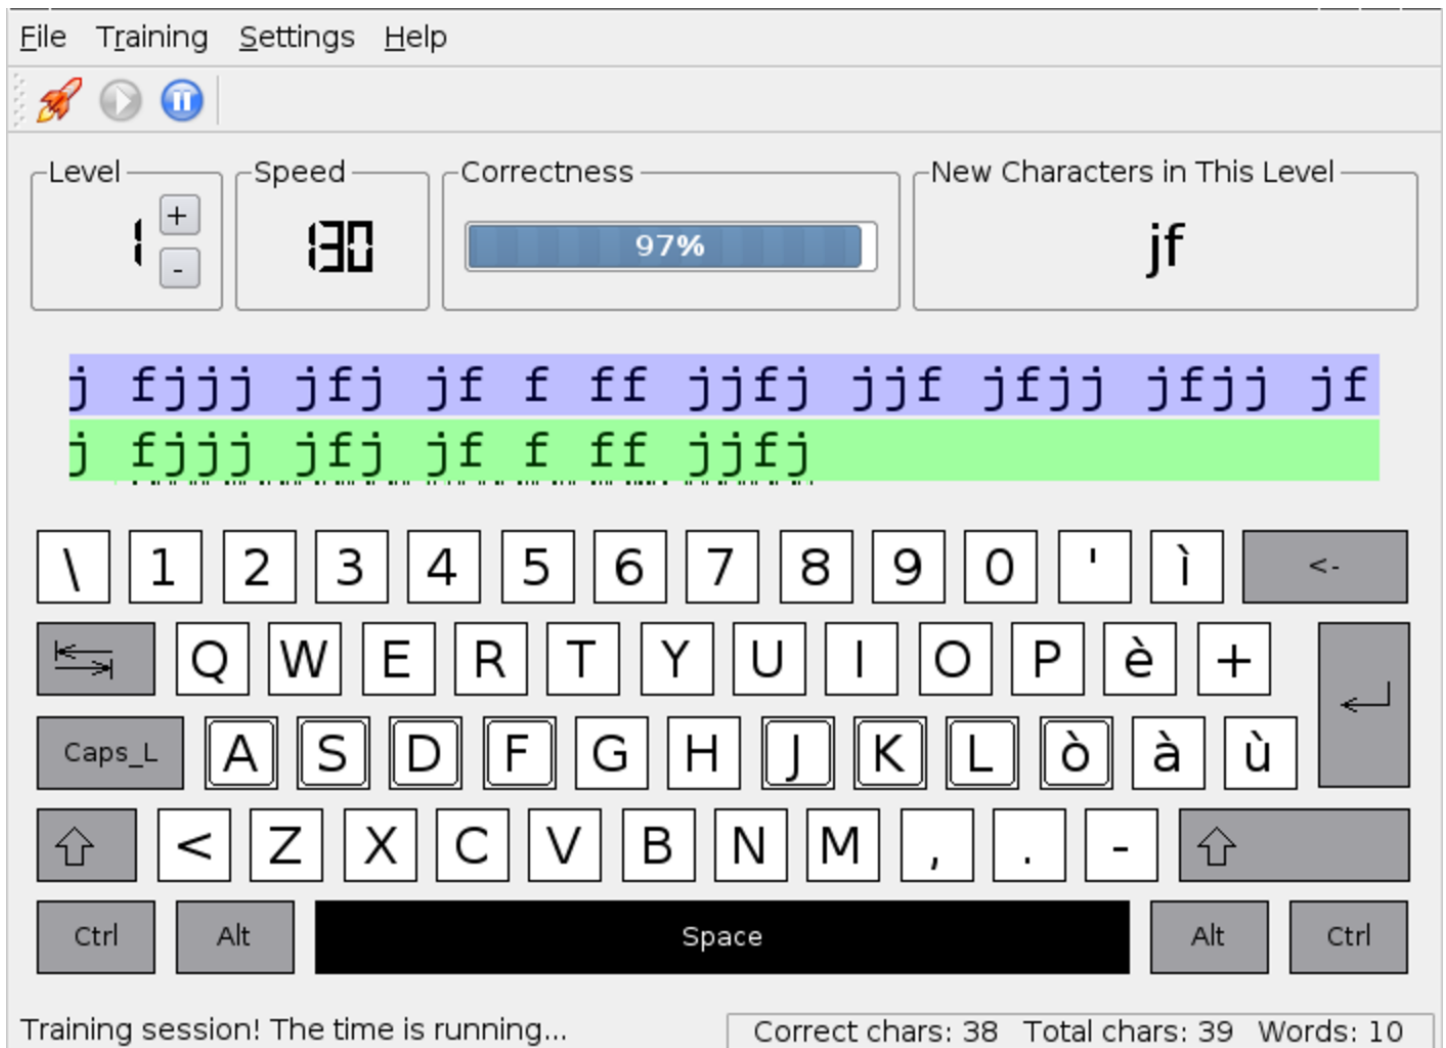 File Training Settings Help
Level Speed Correctness New Characters in This Level
1 + - 130 97% jf
j fjjj jfj jf f ff jjfj jjf jfjj jfjj jf
j fjjj jfj jf f ff jjfj
\ 1 2 3 4 5 6 7 8 9 0 ' ì <-
Q W E R T Y U I O P è +
Caps_L A S D F G H J K L ò à ù
< Z X C V B N M , . -
Ctrl Alt Space Alt Ctrl
Training session! The time is running... Correct chars: 38 Total chars: 39 Words: 10